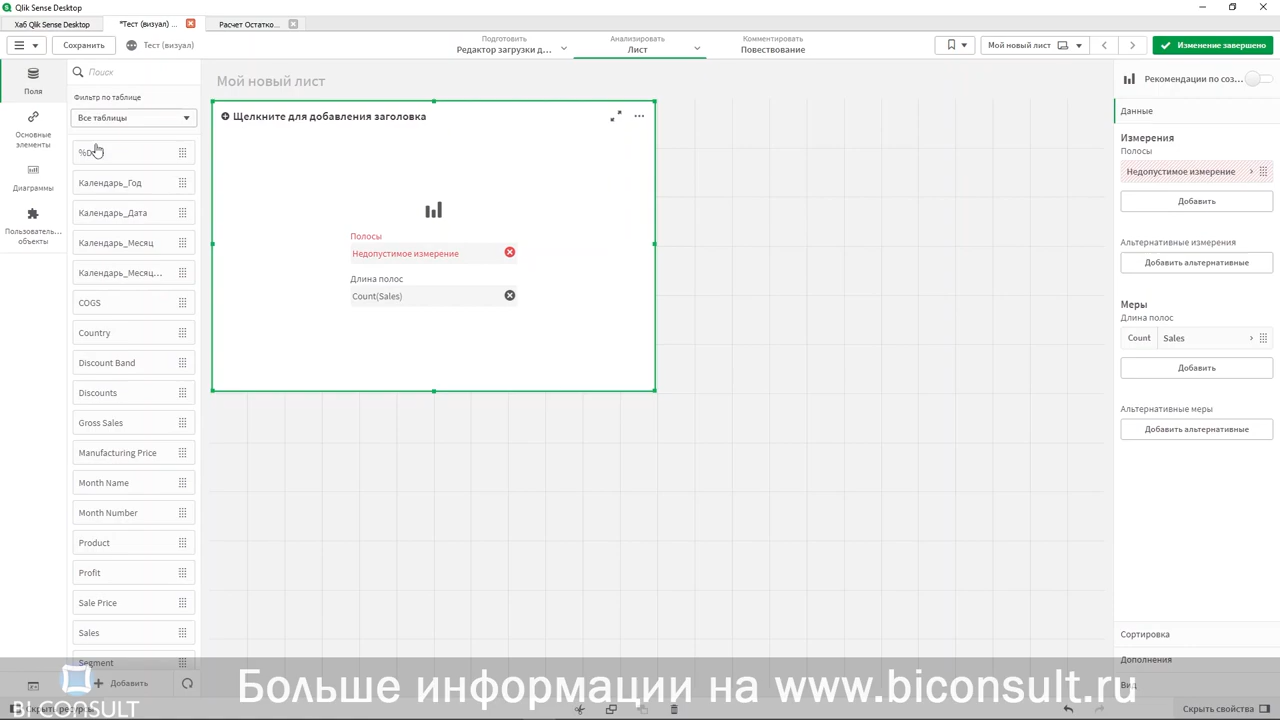 Qlik Sense Desktop
Хаб Qlik Sense Desktop
*Тест (визуал) ...
Расчет Остатко...
Сохранить
Тест (визуал)
Подготовить
Редактор загрузки д...
Анализировать
Лист
Комментировать
Повествование
Мой новый лист
Изменение завершено
Поля
Основные элементы
Диаграммы
Пользователь... объекты
Поиск
Фильтр по таблице
Все таблицы
Календарь_Год
Календарь_Дата
Календарь_Месяц
Календарь_Месяц...
COGS
Country
Discount Band
Discounts
Gross Sales
Manufacturing Price
Month Name
Month Number
Product
Profit
Sale Price
Sales
Segment
Добавить
Мой новый лист
Щелкните для добавления заголовка
Полосы
Недопустимое измерение
Длина полос
Count(Sales)
Рекомендации по соз...
Данные
Измерения
Полосы
Недопустимое измерение
Добавить
Альтернативные измерения
Добавить альтернативные
Меры
Длина полос
Count Sales
Добавить
Альтернативные меры
Добавить альтернативные
Сортировка
Дополнения
Вид
Скрыть свойства
Больше информации на www.biconsult.ru
BI CONSULT